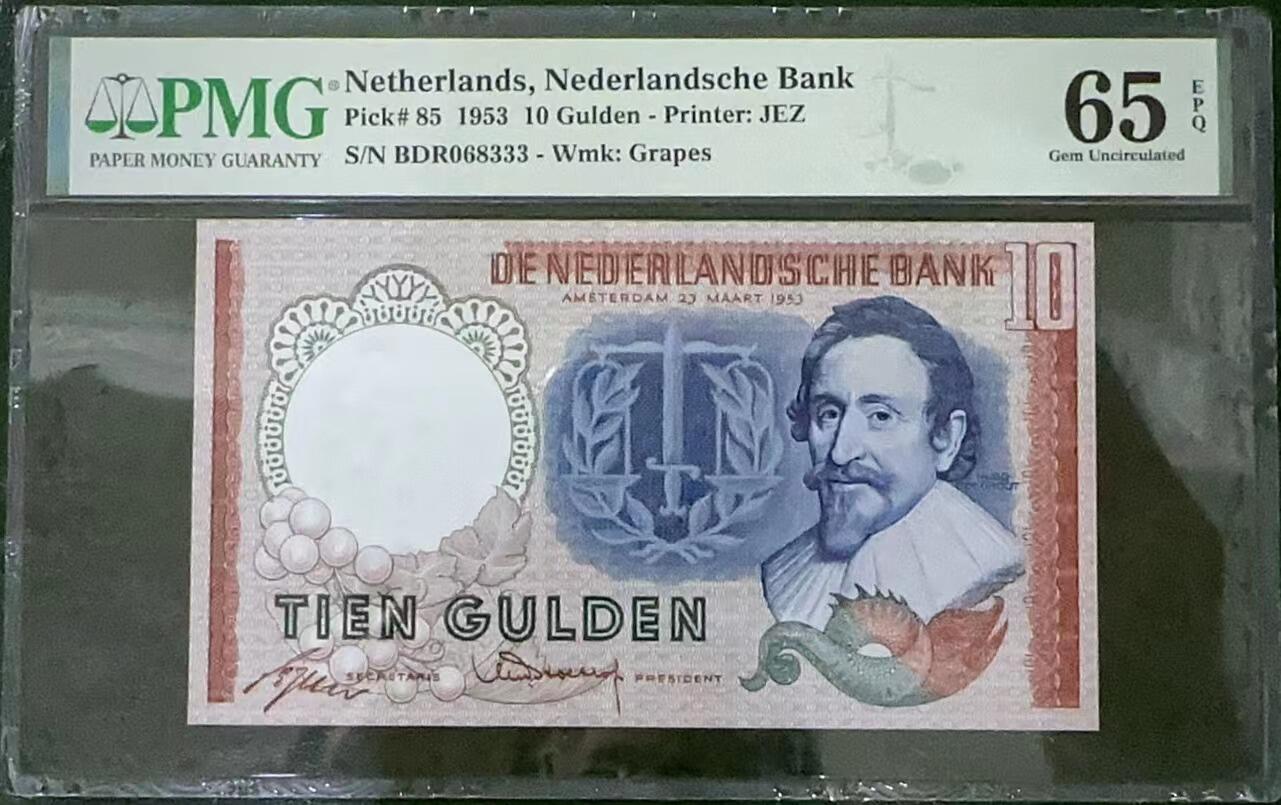 PMG®
PAPER MONEY GUARANTY
Netherlands, Nederlandsche Bank
Pick# 85 1953 10 Gulden - Printer: JEZ
S/N BDR068333 - Wmk: Grapes
65
EPQ
Gem Uncirculated
DE NEDERLANDSCHE BANK
10
AMSTERDAM 23 MAART 1953
TIEN GULDEN
SECRETARIS
PRESIDENT